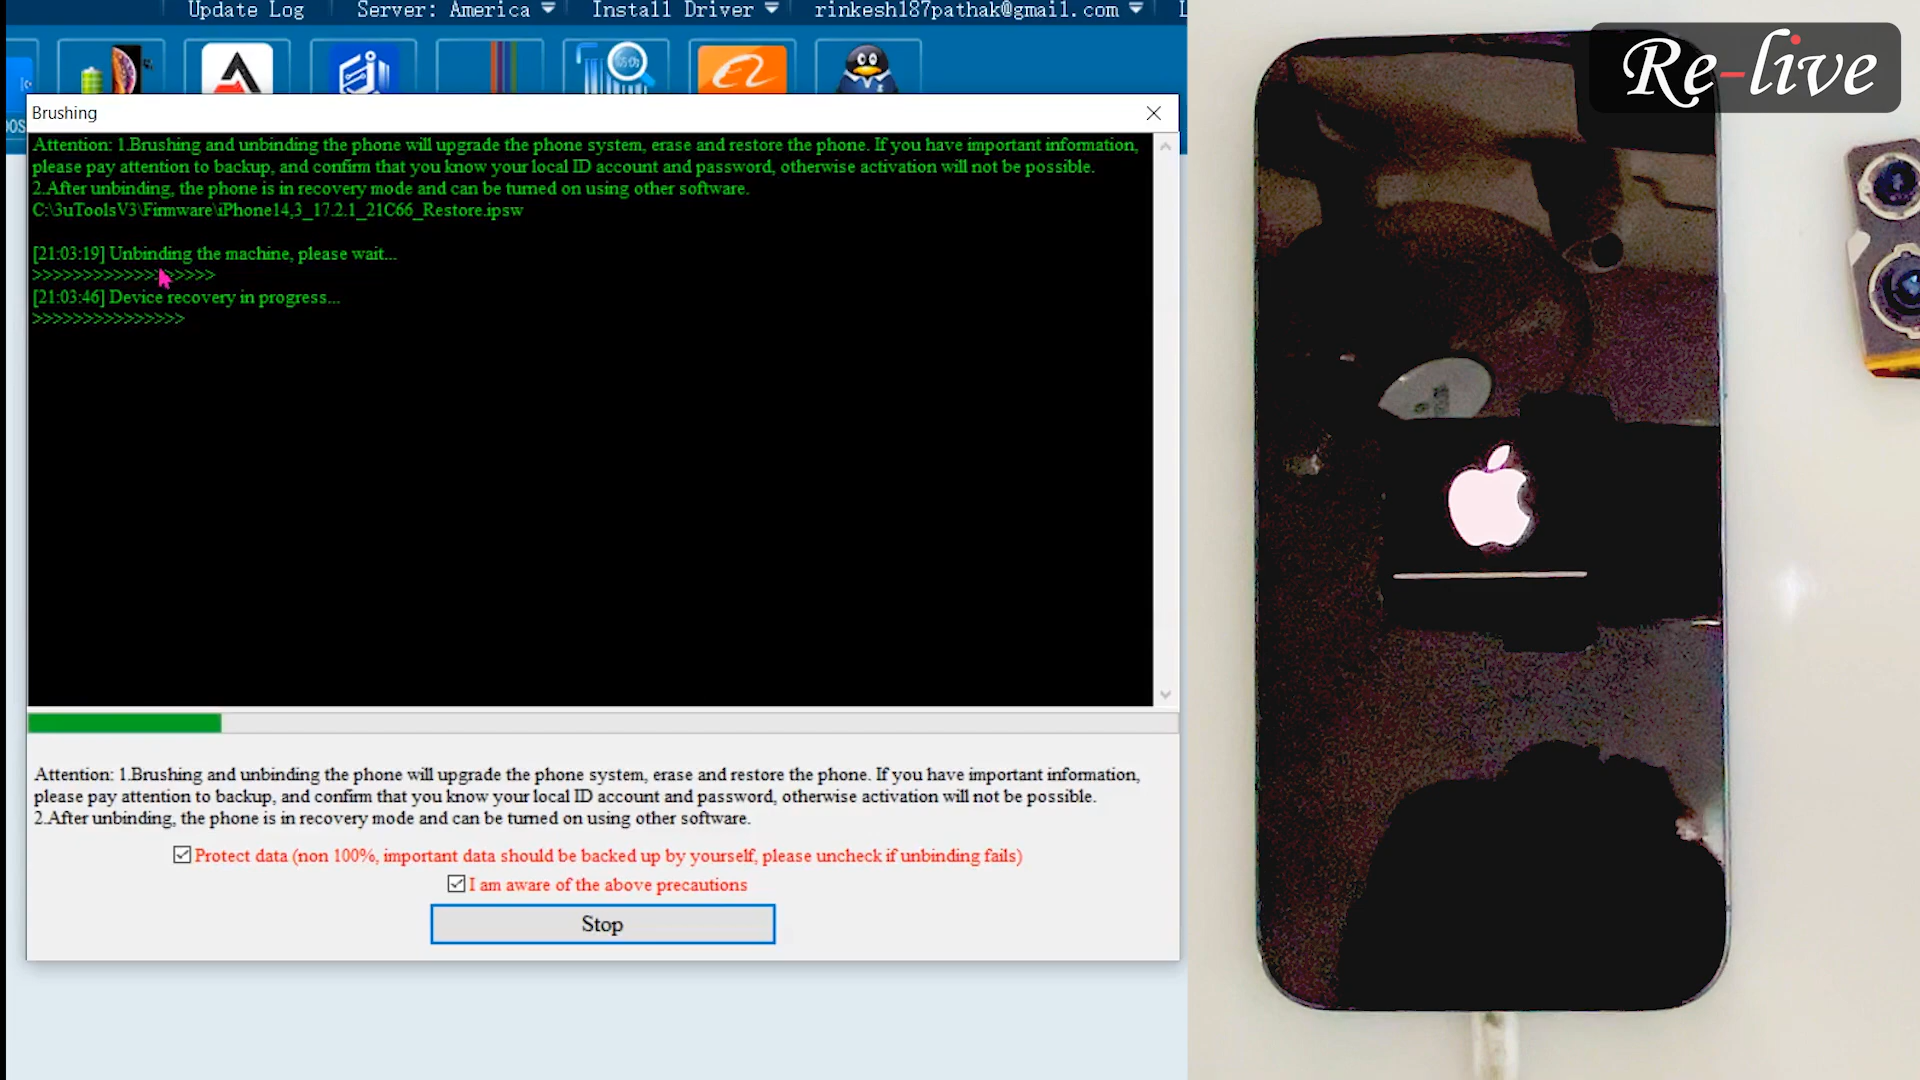 Update Log
Server: America
Install Driver
rinkesh187pathak@gmail.com
Re-live
Brushing
Attention: 1.Brushing and unbinding the phone will upgrade the phone system, erase and restore the phone. If you have important information,
please pay attention to backup, and confirm that you know your local ID account and password, otherwise activation will not be possible.
2.After unbinding, the phone is in recovery mode and can be turned on using other software.
C:\3uToolsV3\Firmware\iPhone14,3_17.2.1_21C66_Restore.ipsw
[21:03:19] Unbinding the machine, please wait...
>>>>>>>>>>>>>>>>>>
[21:03:46] Device recovery in progress...
>>>>>>>>>>>>>>>
Attention: 1.Brushing and unbinding the phone will upgrade the phone system, erase and restore the phone. If you have important information,
please pay attention to backup, and confirm that you know your local ID account and password, otherwise activation will not be possible.
2.After unbinding, the phone is in recovery mode and can be turned on using other software.
Protect data (non 100%, important data should be backed up by yourself, please uncheck if unbinding fails)
I am aware of the above precautions
Stop